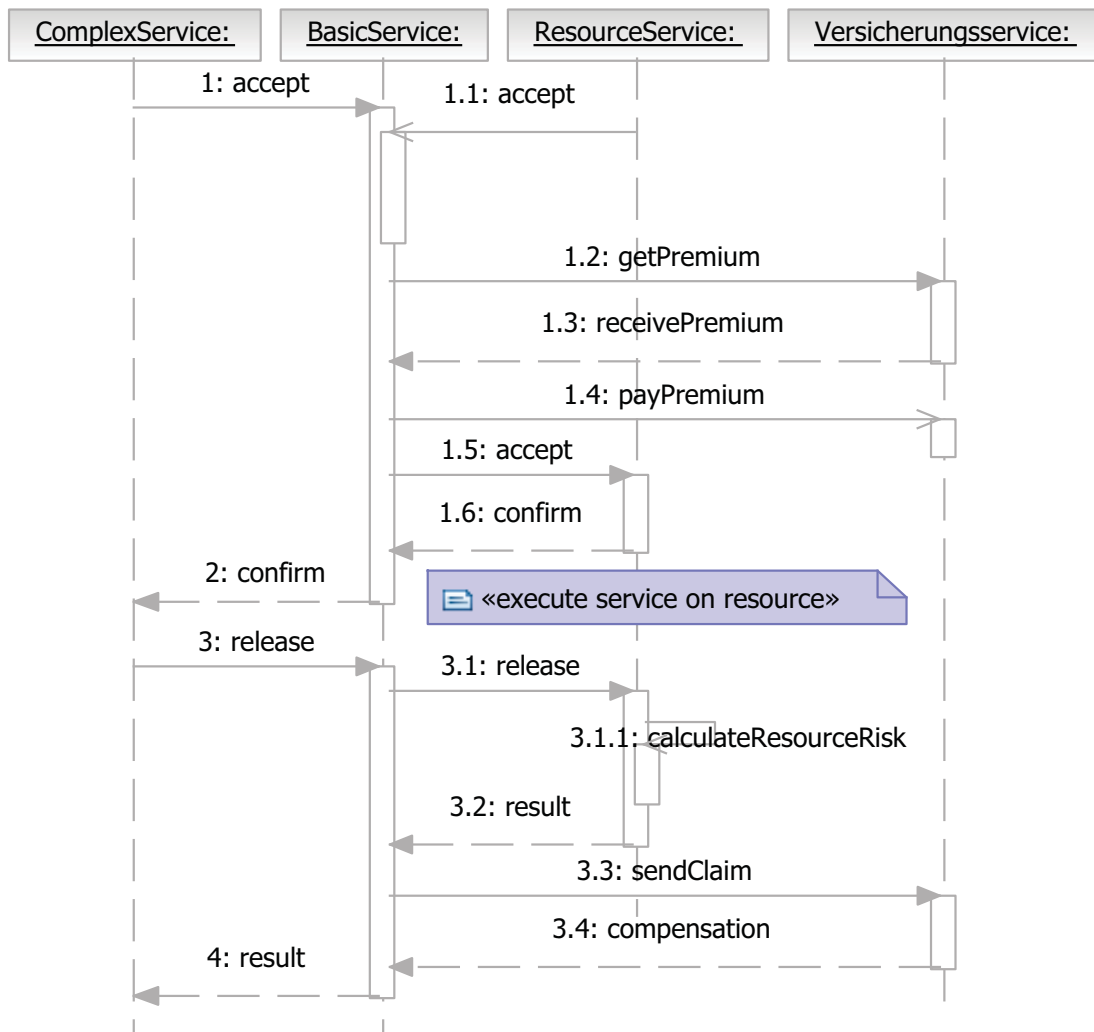 ComplexService:
BasicService:
ResourceService:
Versicherungsservice:
1: accept
1.1: accept
1.2: getPremium
1.3: receivePremium
1.4: payPremium
1.5: accept
1.6: confirm
2: confirm
«execute service on resource»
3: release
3.1: release
3.1.1: calculateResourceRisk
3.2: result
3.3: sendClaim
3.4: compensation
4: result